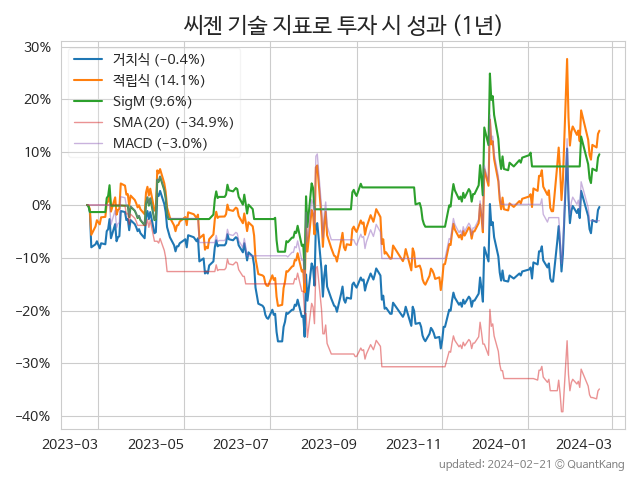 씨젠 기술 지표로 투자 시 성과 (1년)
거치식 (−0.4%)
적립식 (14.1%)
SigM (9.6%)
SMA(20) (−34.9%)
MACD (−3.0%)
30%
20%
10%
0%
−10%
−20%
−30%
−40%
2023-03 2023-05 2023-07 2023-09 2023-11 2024-01 2024-03
updated: 2024-02-21 © QuantKang